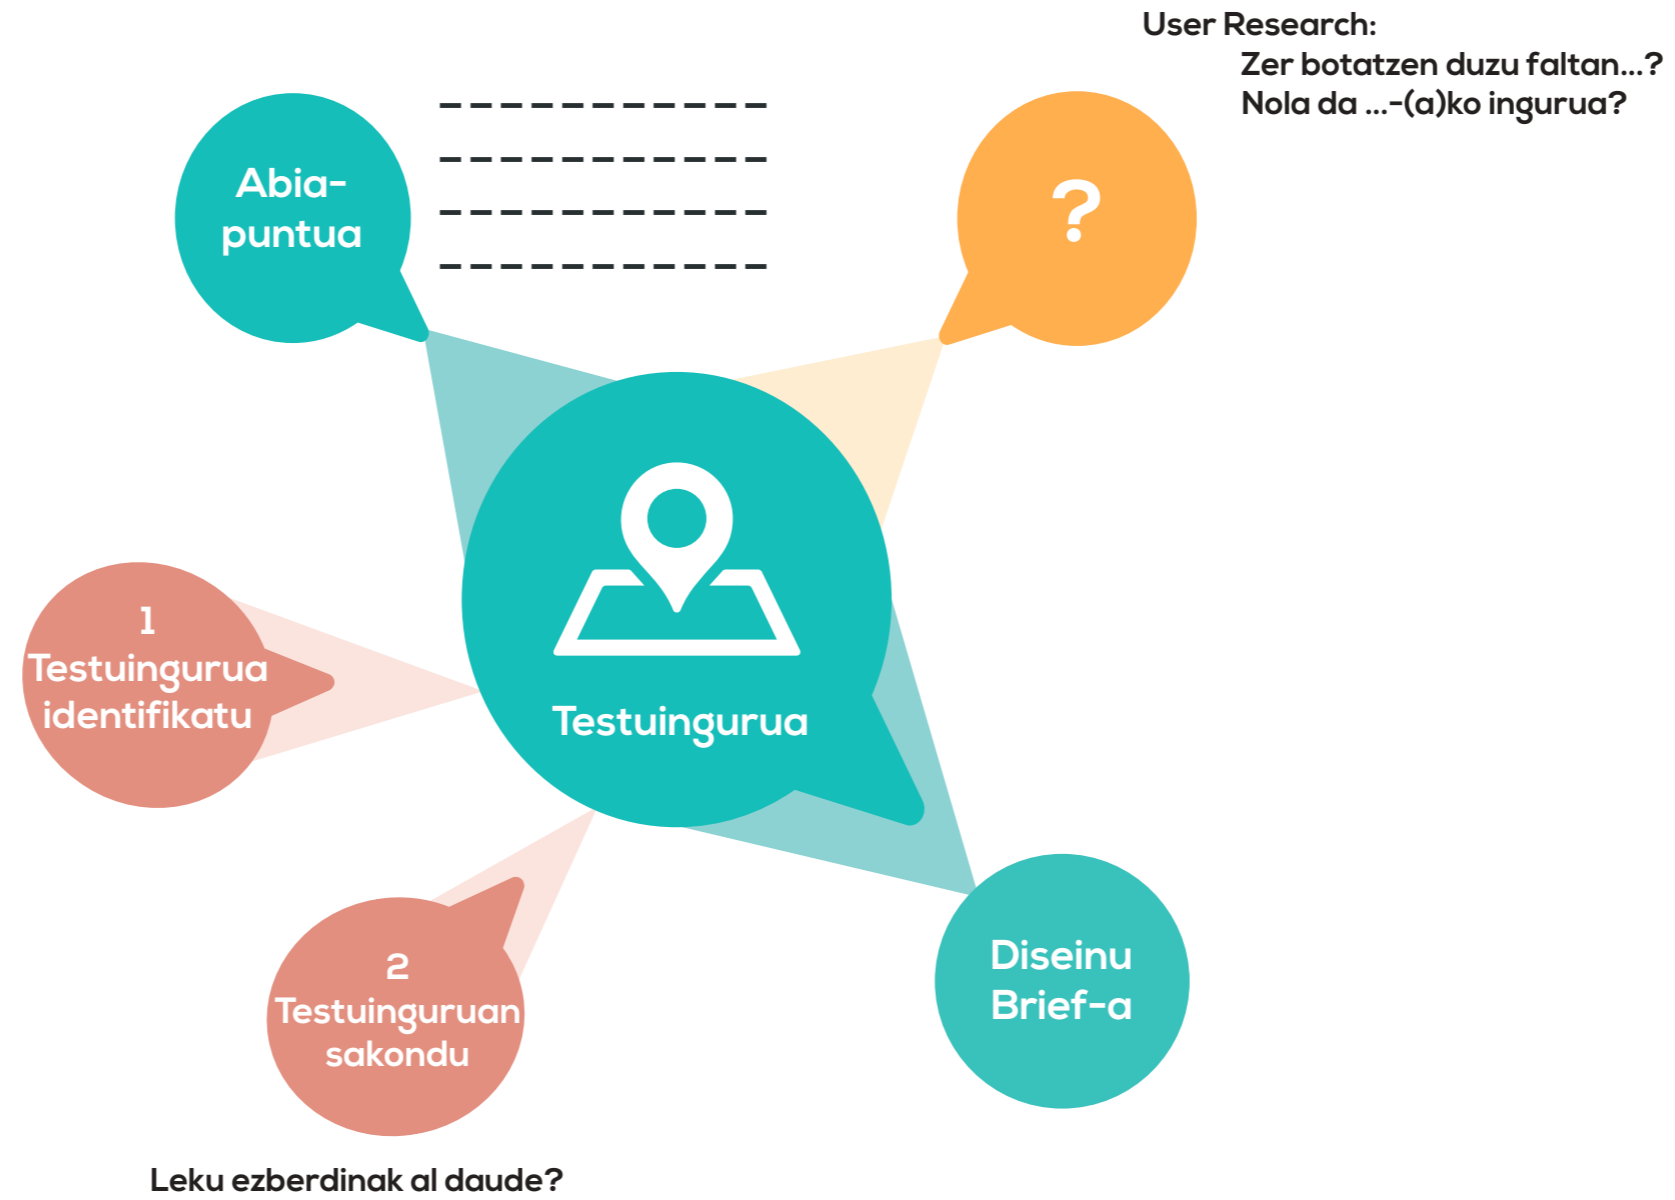 User Research:
Zer botatzen duzu faltan...?
Nola da ...-(a)ko ingurua?
Abia-
puntua
?
Testuingurua
1
Testuingurua
identifikatu
2
Testuinguruan
sakondu
Diseinu
Brief-a
Leku ezberdinak al daude?